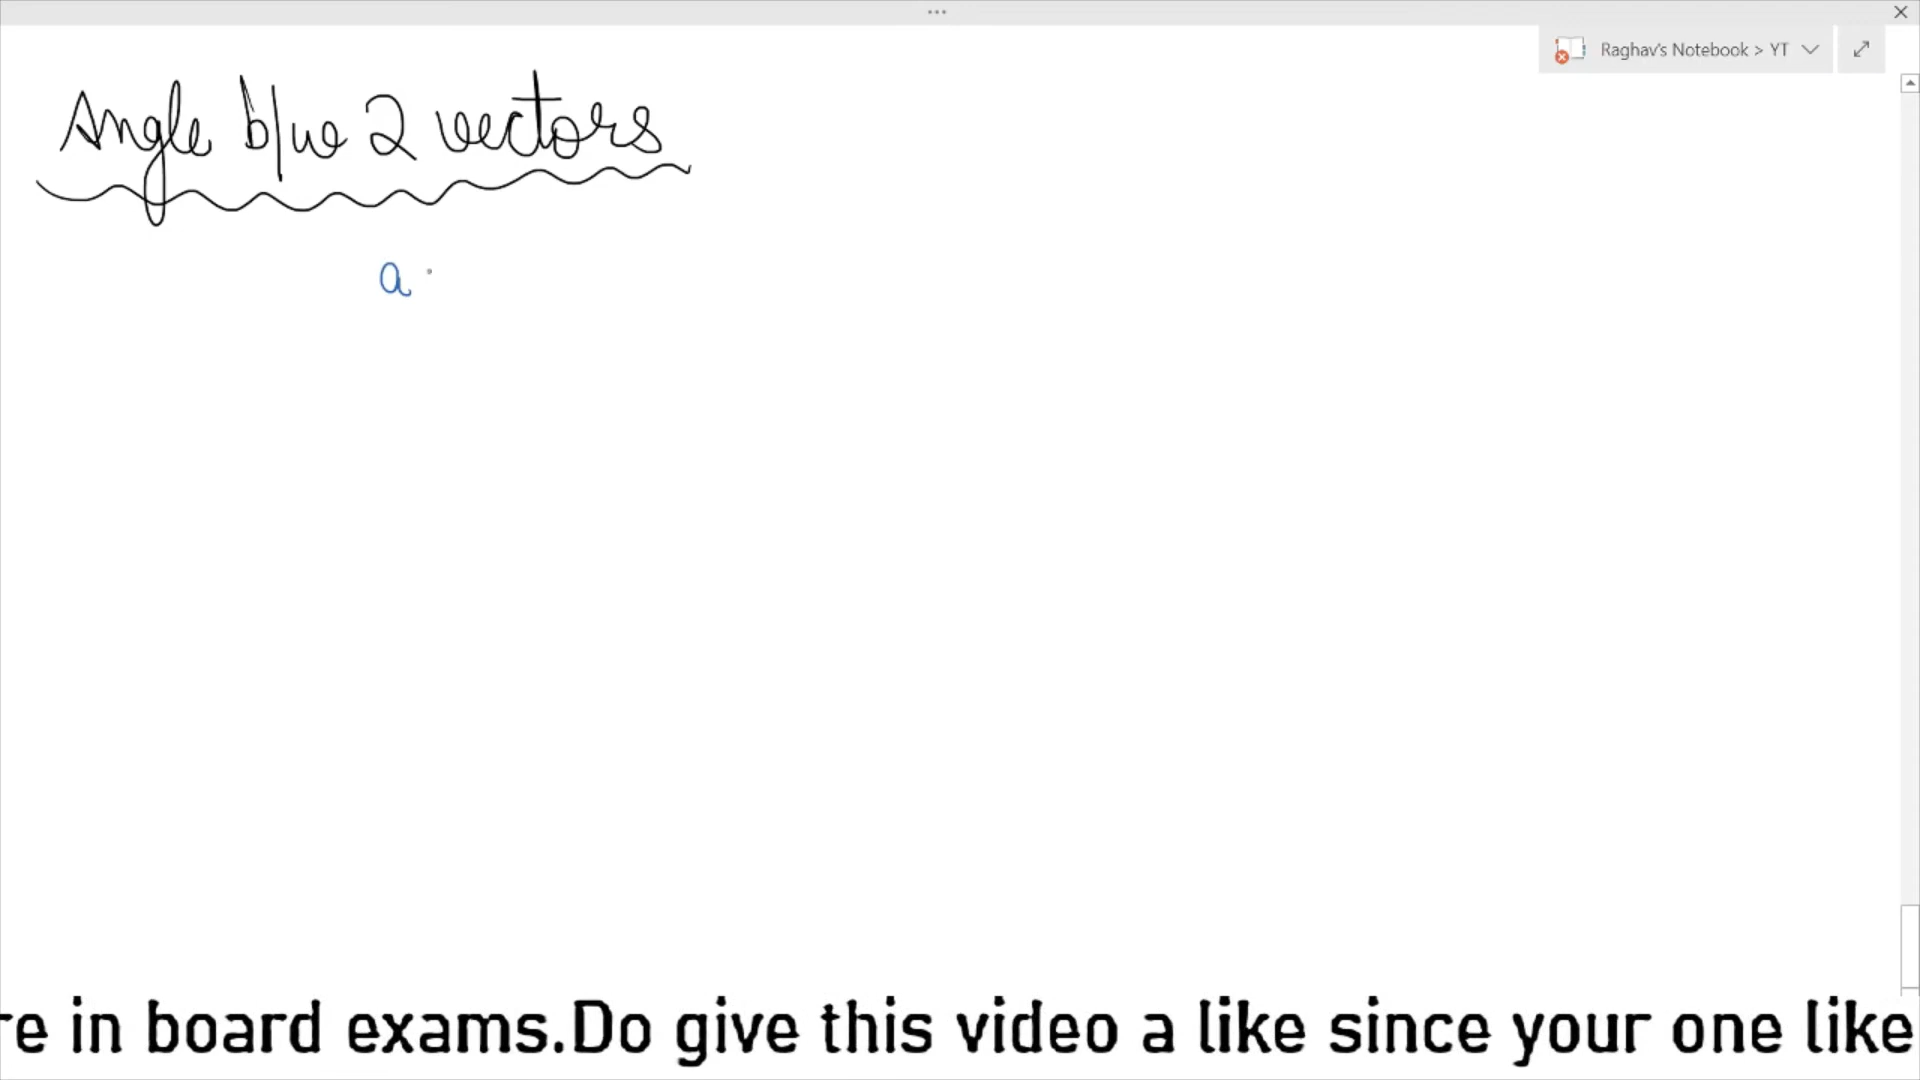 Raghav's Notebook > YT
Angle b/w 2 vectors
a
re in board exams.Do give this video a like since your one like